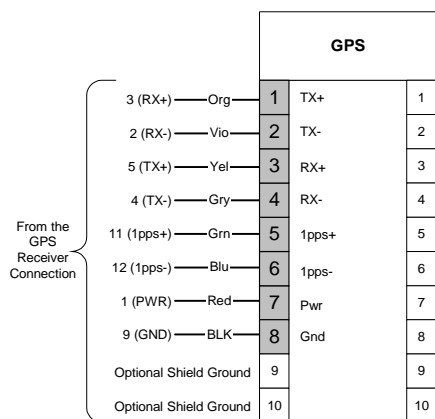 GPS
3 (RX+) Org 1 TX+ 1
2 (RX-) Vio 2 TX- 2
5 (TX+) Yel 3 RX+ 3
4 (TX-) Gry 4 RX- 4
11 (1pps+) Grn 5 1pps+ 5
12 (1pps-) Blu 6 1pps- 6
1 (PWR) Red 7 Pwr 7
9 (GND) BLK 8 Gnd 8
Optional Shield Ground 9 9
Optional Shield Ground 10 10
From the
GPS
Receiver
Connection